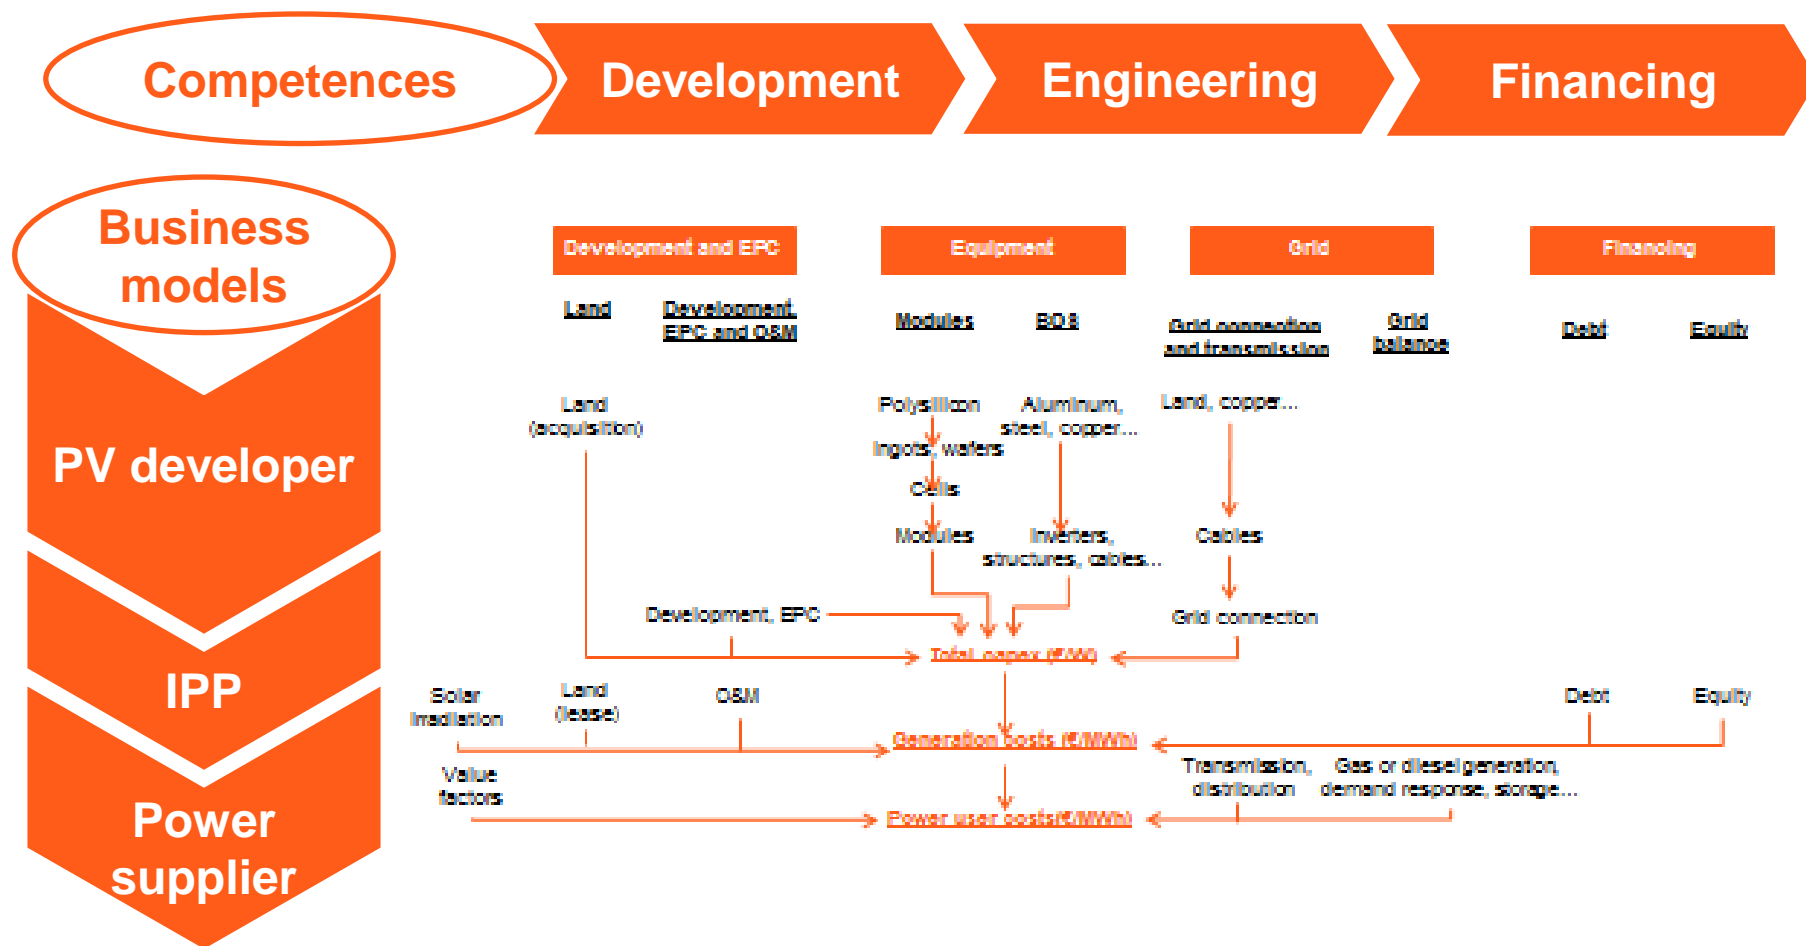 Competences
Development
Engineering
Financing
Business
models
PV developer
IPP
Power
supplier
Development and EPC
Equipment
Grid
Financing
Land
Development,
EPC and O&M
Modules
BOS
Grid connection
and transmission
Grid
balance
Debt
Equity
Land
(acquisition)
Polysilicon
Ingots, wafers
Cells
Modules
Aluminum,
steel, copper...
Inverters,
structures, cables...
Land, copper...
Cables
Grid connection
Development, EPC
Total capex (€/W)
Solar
irradiation
Land
(lease)
O&M
Debt
Equity
Generation costs (€/MWh)
Value
factors
Transmission,
distribution
Gas or diesel generation,
demand response, storage...
Power user costs(€/MWh)